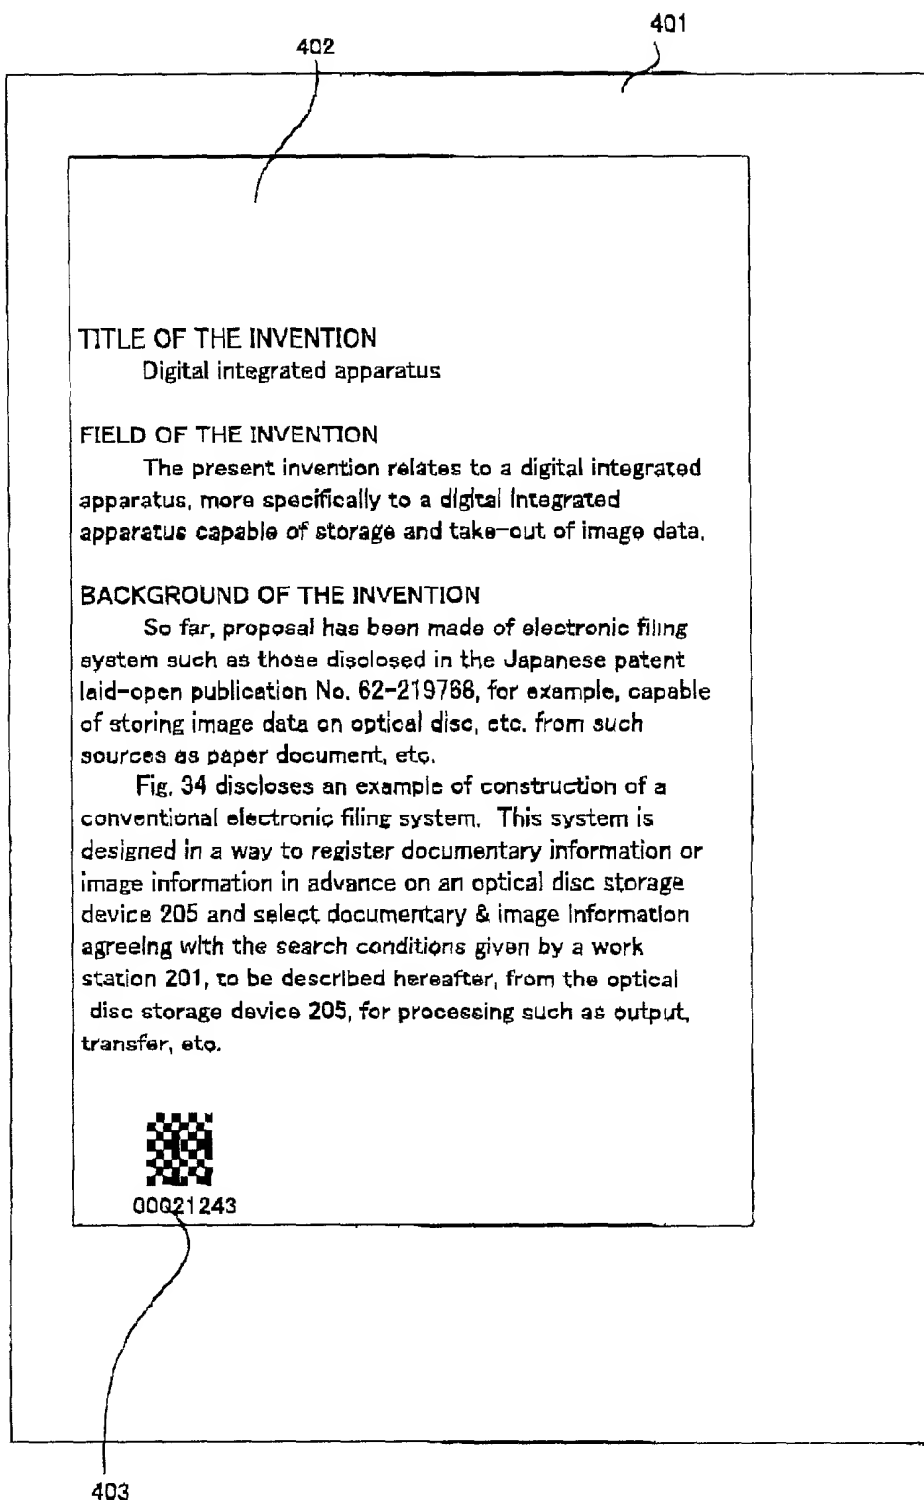 402
401
TITLE OF THE INVENTION
Digital integrated apparatus
FIELD OF THE INVENTION
The present invention relates to a digital integrated
apparatus, more specifically to a digital integrated
apparatus capable of storage and take-out of image data.
BACKGROUND OF THE INVENTION
So far, proposal has been made of electronic filing
system such as those disclosed in the Japanese patent
laid-open publication No. 62-219768, for example, capable
of storing image data on optical disc, etc. from such
sources as paper document, etc.
Fig. 34 discloses an example of construction of a
conventional electronic filing system. This system is
designed in a way to register documentary information or
image information in advance on an optical disc storage
device 205 and select documentary & image information
agreeing with the search conditions given by a work
station 201, to be described hereafter, from the optical
disc storage device 205, for processing such as output,
transfer, etc.
00021243
403